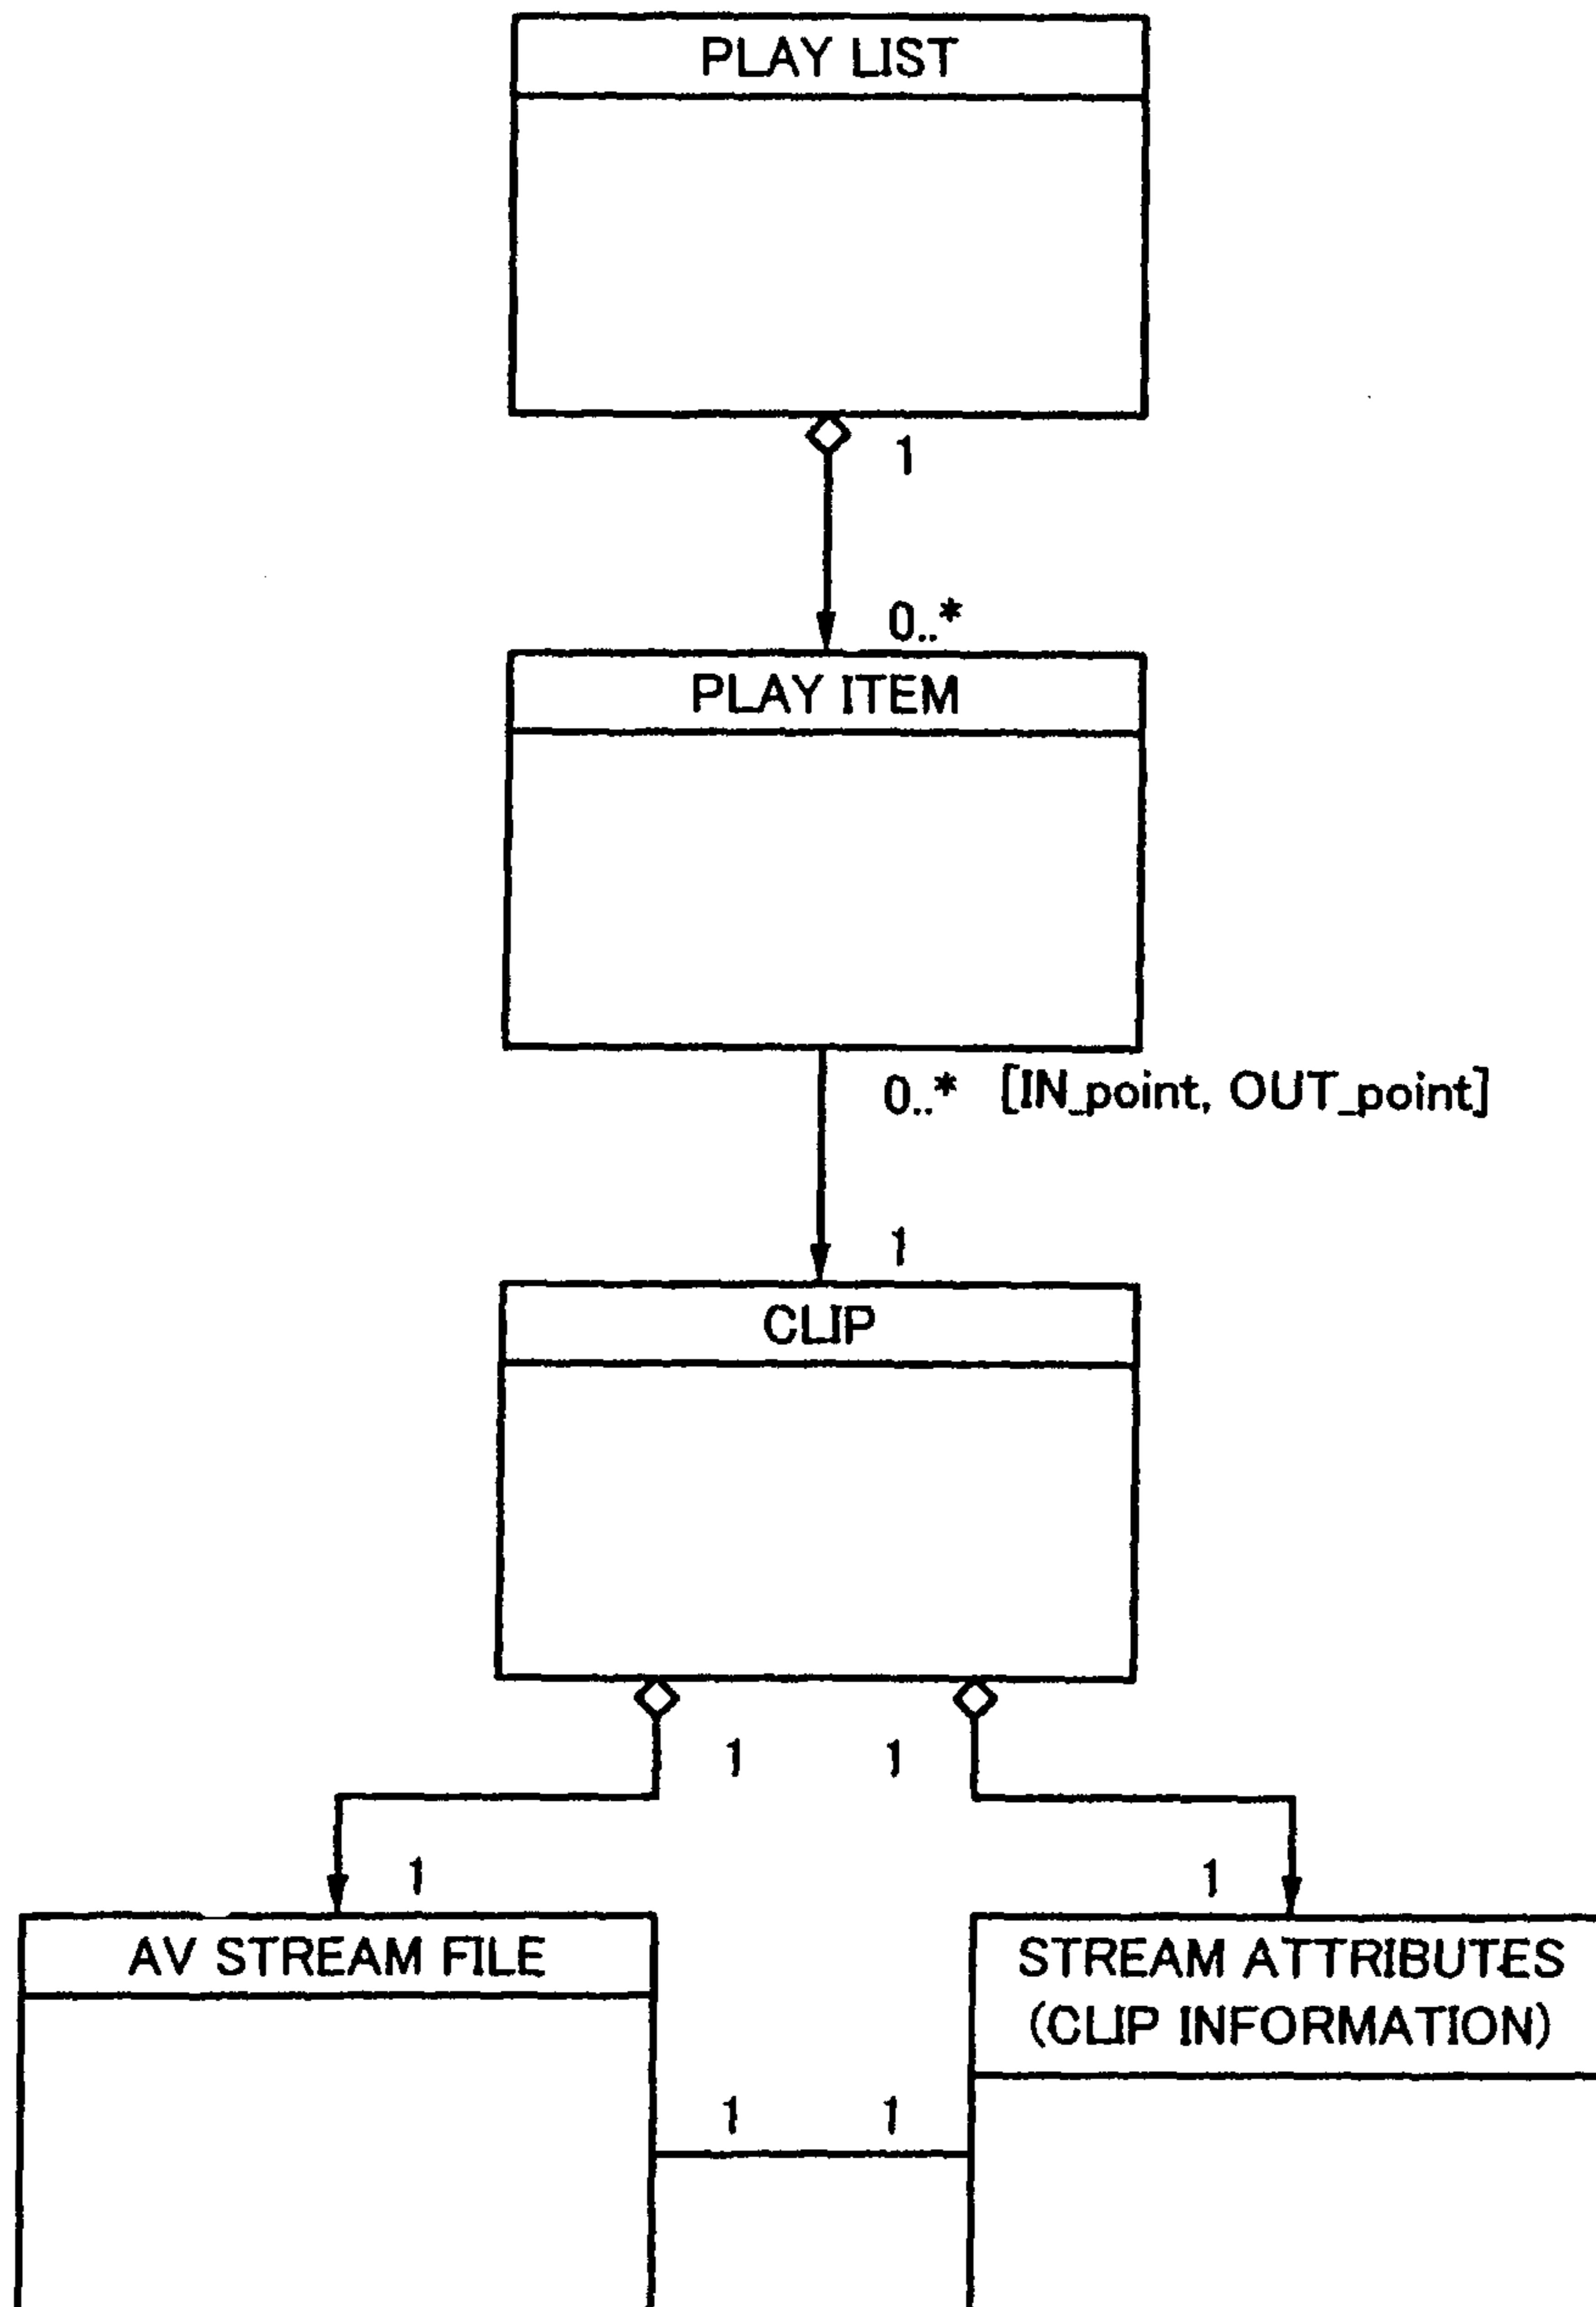 PLAY LIST
1
0..*
PLAY ITEM
0..* [IN_point, OUT_point]
1
CLIP
1 1
1 1
AV STREAM FILE
STREAM ATTRIBUTES
(CLIP INFORMATION)
1 1